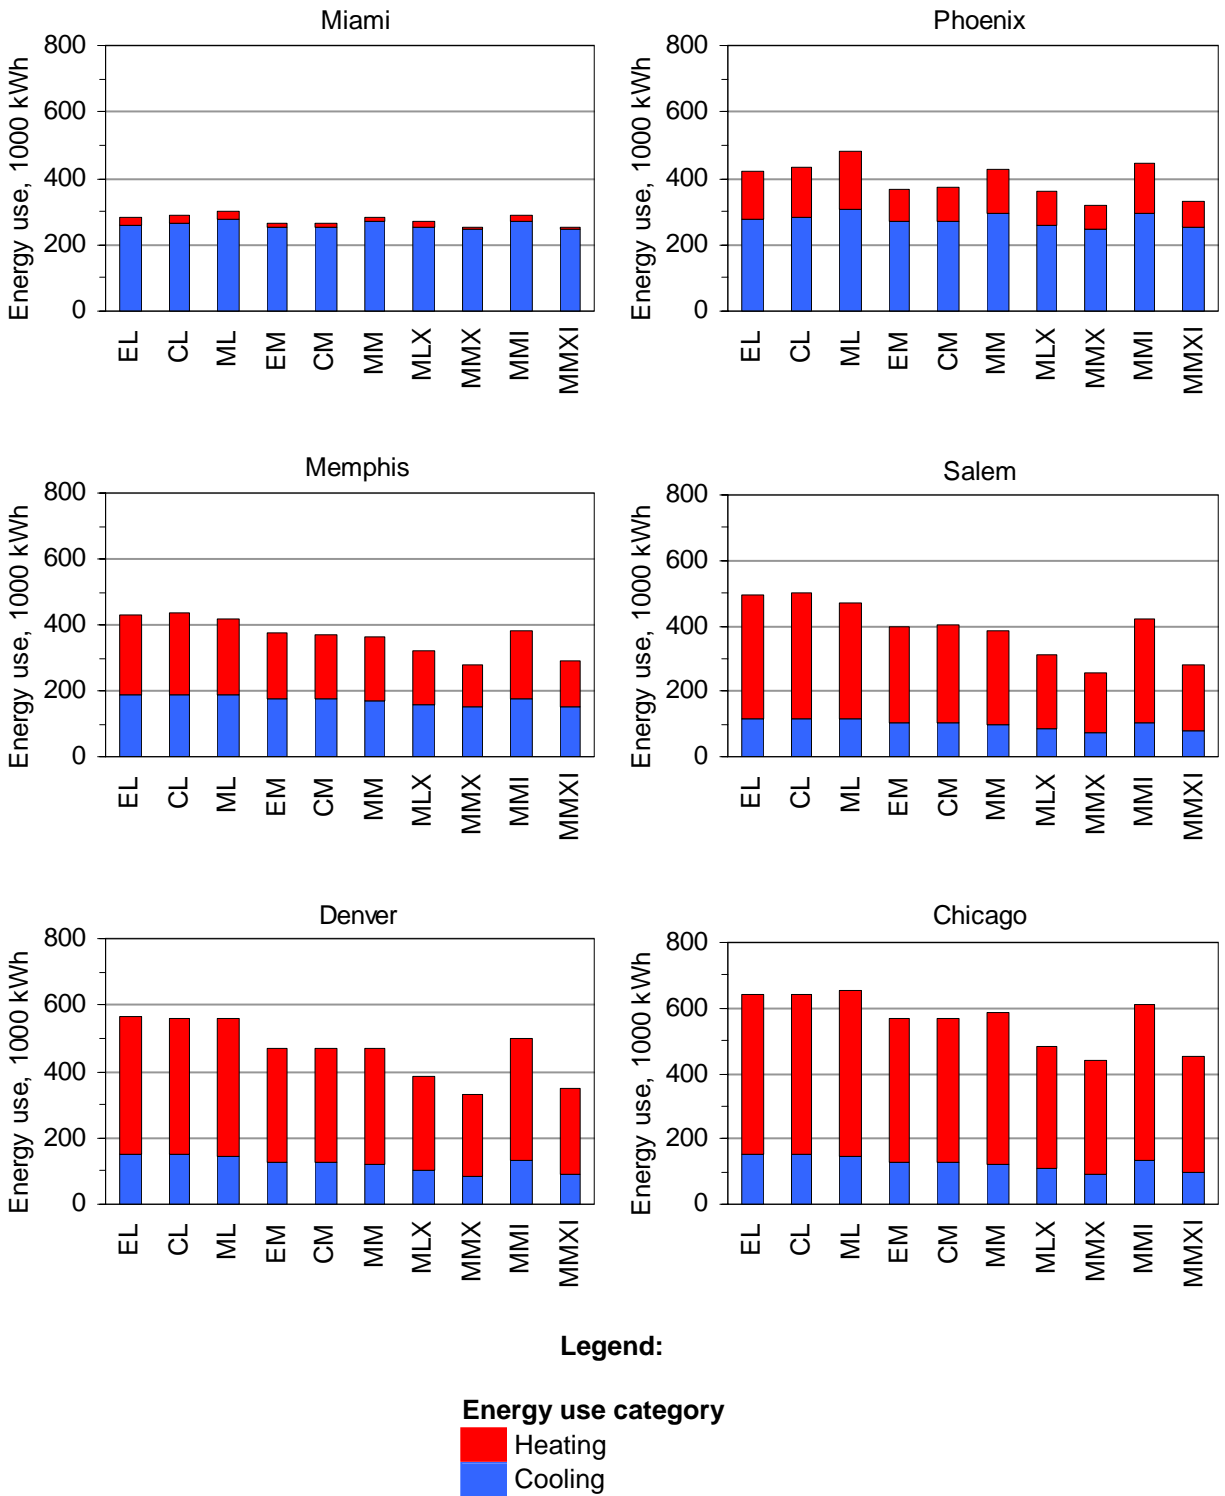 Miami
Energy use, 1000 kWh
800
600
400
200
0
EL CL ML EM CM MM MLX MMX MMI MMXI
Phoenix
Energy use, 1000 kWh
800
600
400
200
0
EL CL ML EM CM MM MLX MMX MMI MMXI
Memphis
Energy use, 1000 kWh
800
600
400
200
0
EL CL ML EM CM MM MLX MMX MMI MMXI
Salem
Energy use, 1000 kWh
800
600
400
200
0
EL CL ML EM CM MM MLX MMX MMI MMXI
Denver
Energy use, 1000 kWh
800
600
400
200
0
EL CL ML EM CM MM MLX MMX MMI MMXI
Chicago
Energy use, 1000 kWh
800
600
400
200
0
EL CL ML EM CM MM MLX MMX MMI MMXI
Legend:
Energy use category
Heating
Cooling